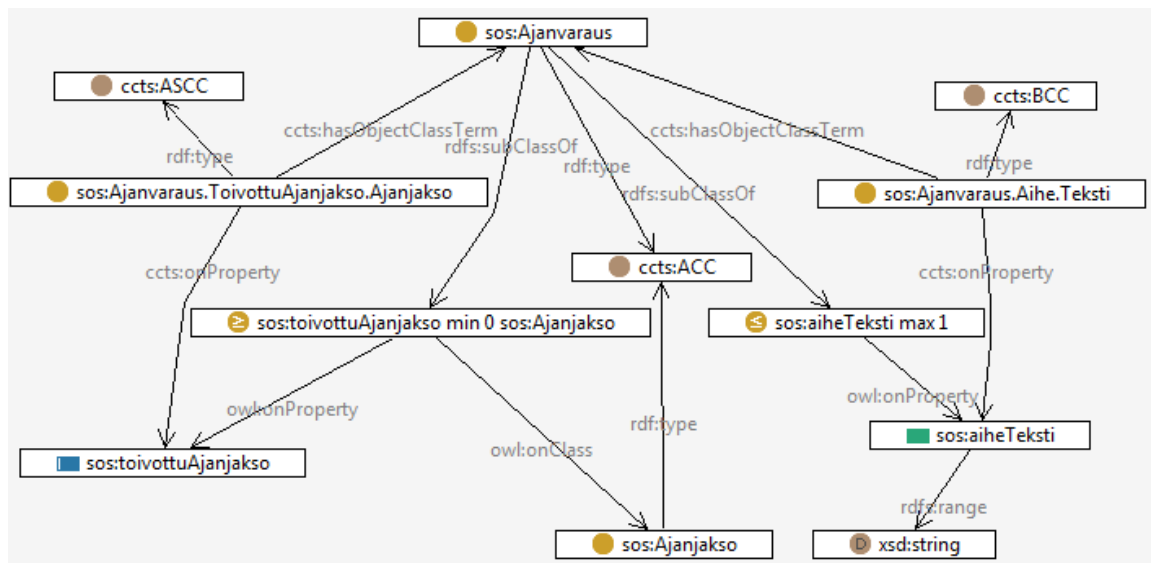 sos:Ajanvaraus
ccts:ASCC
ccts:BCC
ccts:hasObjectClassTerm
ccts:hasObjectClassTerm
rdfs:subClassOf
rdf:type
rdf:type
rdf:type
sos:Ajanvaraus.ToivottuAjanjakso.Ajanjakso
rdfs:subClassOf
sos:Ajanvaraus.Aihe.Teksti
ccts:onProperty
ccts:ACC
ccts:onProperty
≥ sos:toivottuAjanjakso min 0 sos:Ajanjakso
≤ sos:aiheTeksti max 1
owl:onProperty
owl:onProperty
rdf:type
sos:aiheTeksti
owl:onClass
sos:toivottuAjanjakso
rdfs:range
sos:Ajanjakso
D xsd:string